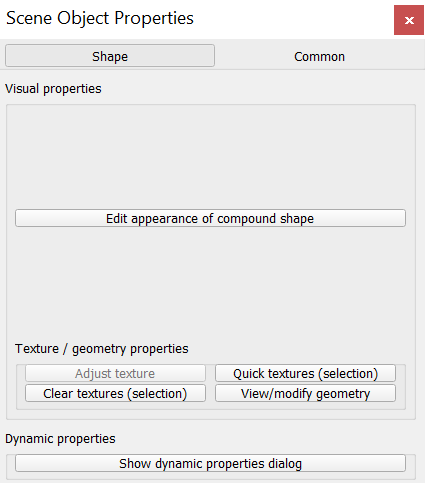 Scene Object Properties
Shape Common
Visual properties
Edit appearance of compound shape
Texture / geometry properties
Adjust texture Quick textures (selection)
Clear textures (selection) View/modify geometry
Dynamic properties
Show dynamic properties dialog